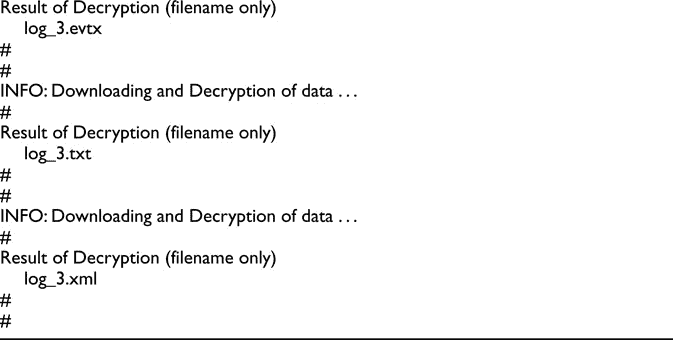 Result of Decryption (filename only)
log_3.evtx
#
#
INFO: Downloading and Decryption of data . . .
#
Result of Decryption (filename only)
log_3.txt
#
#
INFO: Downloading and Decryption of data . . .
#
Result of Decryption (filename only)
log_3.xml
#
#